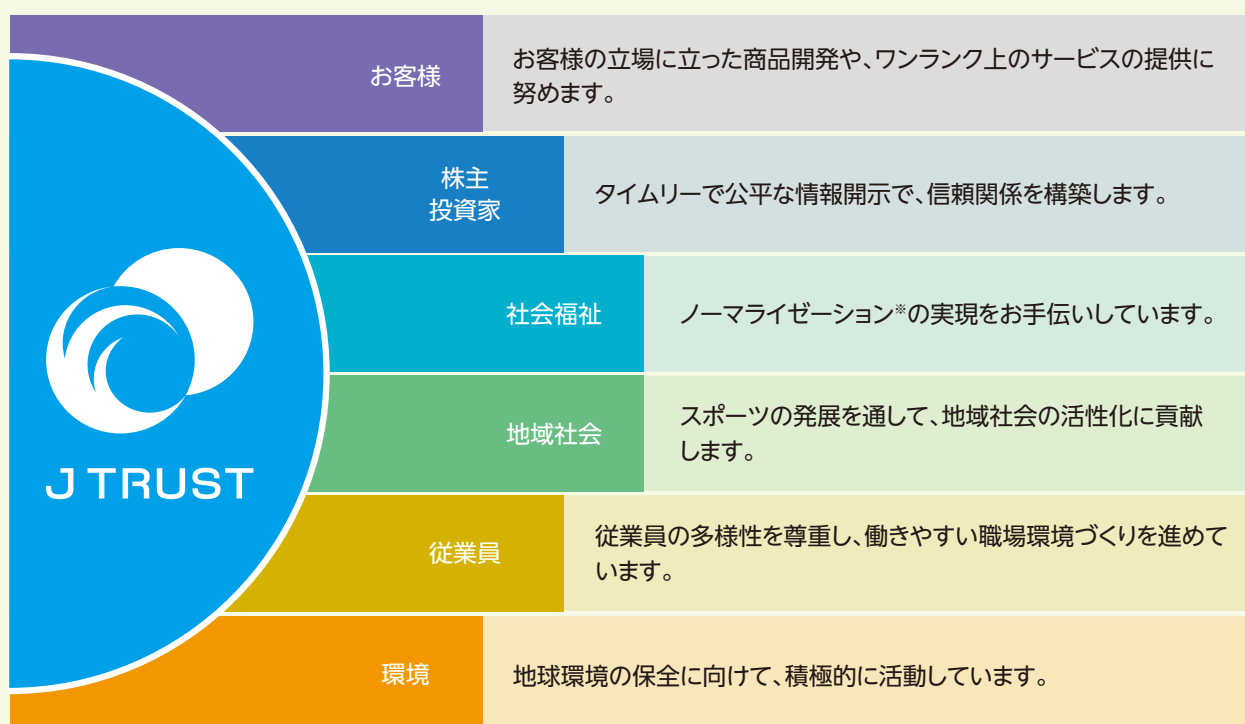 お客様
お客様の立場に立った商品開発や、ワンランク上のサービスの提供に
努めます。
株主
投資家
タイムリーで公平な情報開示で、信頼関係を構築します。
社会福祉
ノーマライゼーション※の実現をお手伝いしています。
地域社会
スポーツの発展を通して、地域社会の活性化に貢献
します。
従業員
従業員の多様性を尊重し、働きやすい職場環境づくりを進めて
います。
環境
地球環境の保全に向けて、積極的に活動しています。
J TRUST